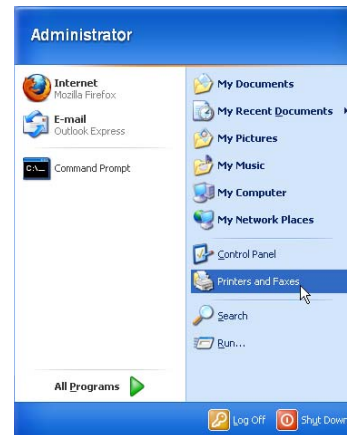 Administrator
Internet
Mozilla Firefox
E-mail
Outlook Express
C:\_
Command Prompt
All Programs
My Documents
My Recent Documents
My Pictures
My Music
My Computer
My Network Places
Control Panel
Printers and Faxes
Search
Run...
Log Off
Shut Down